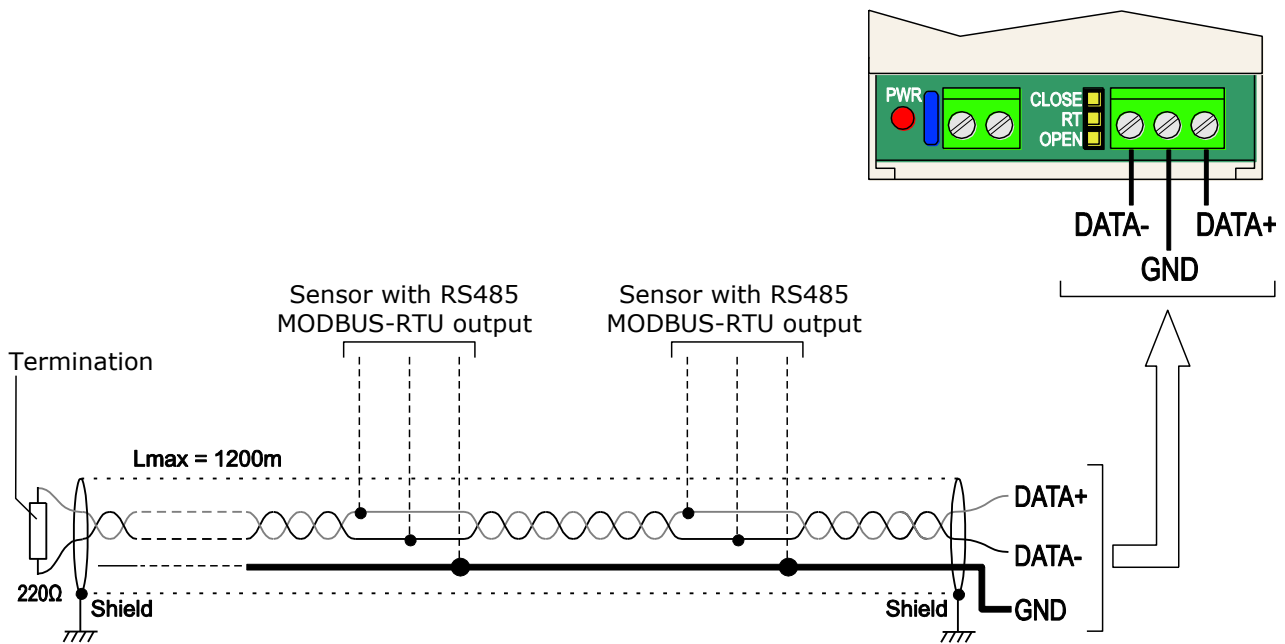 PWR
CLOSE
RT
OPEN
DATA-
DATA+
GND
Sensor with RS485
MODBUS-RTU output
Sensor with RS485
MODBUS-RTU output
Termination
Lmax = 1200m
DATA+
DATA-
220Ω
Shield
Shield
GND